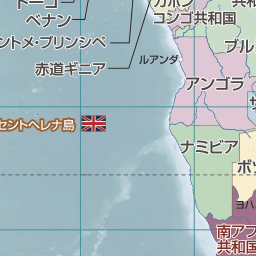 トーゴー
ベナン
ントメ・プリンシペ
赤道ギニア
ガボン
コンゴ共和国
共和
ブル
ルアンダ
アンゴラ
ザ
セントヘレナ島
ナミビア
ボツ
ヨハ
南アフ
共和国